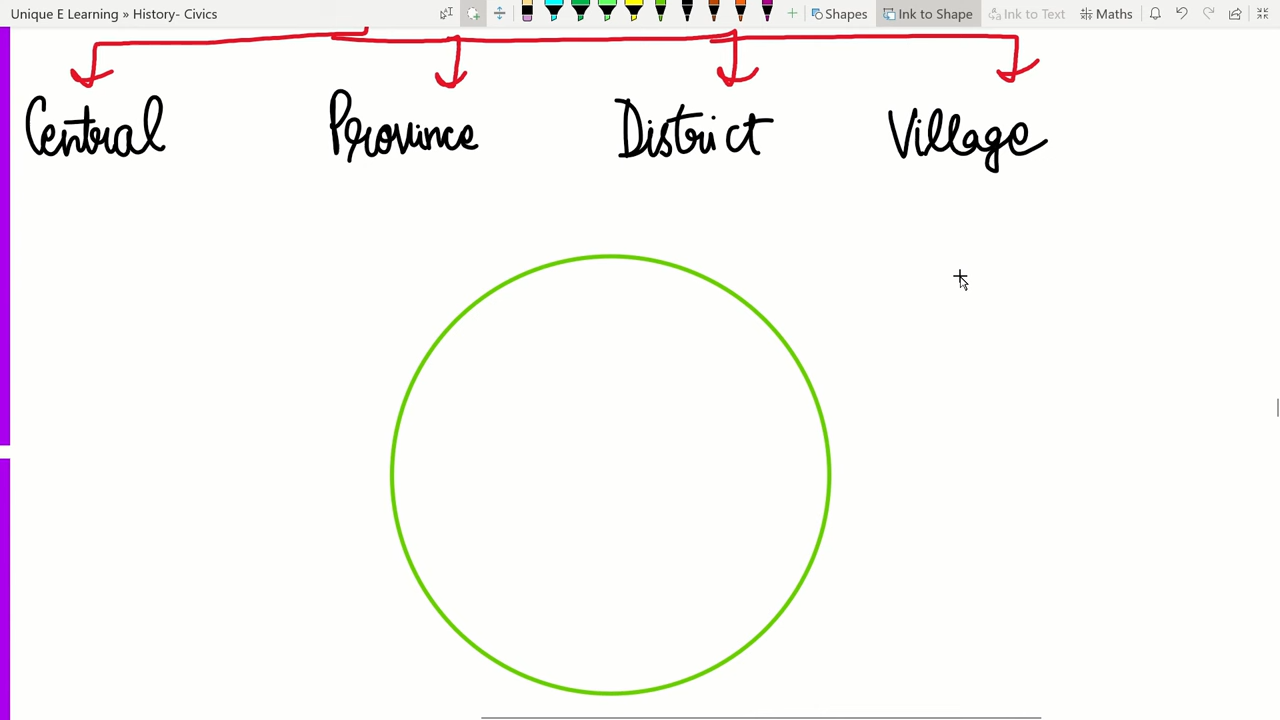 Unique E Learning » History- Civics
Shapes Ink to Shape Ink to Text Maths
Central Province District Village